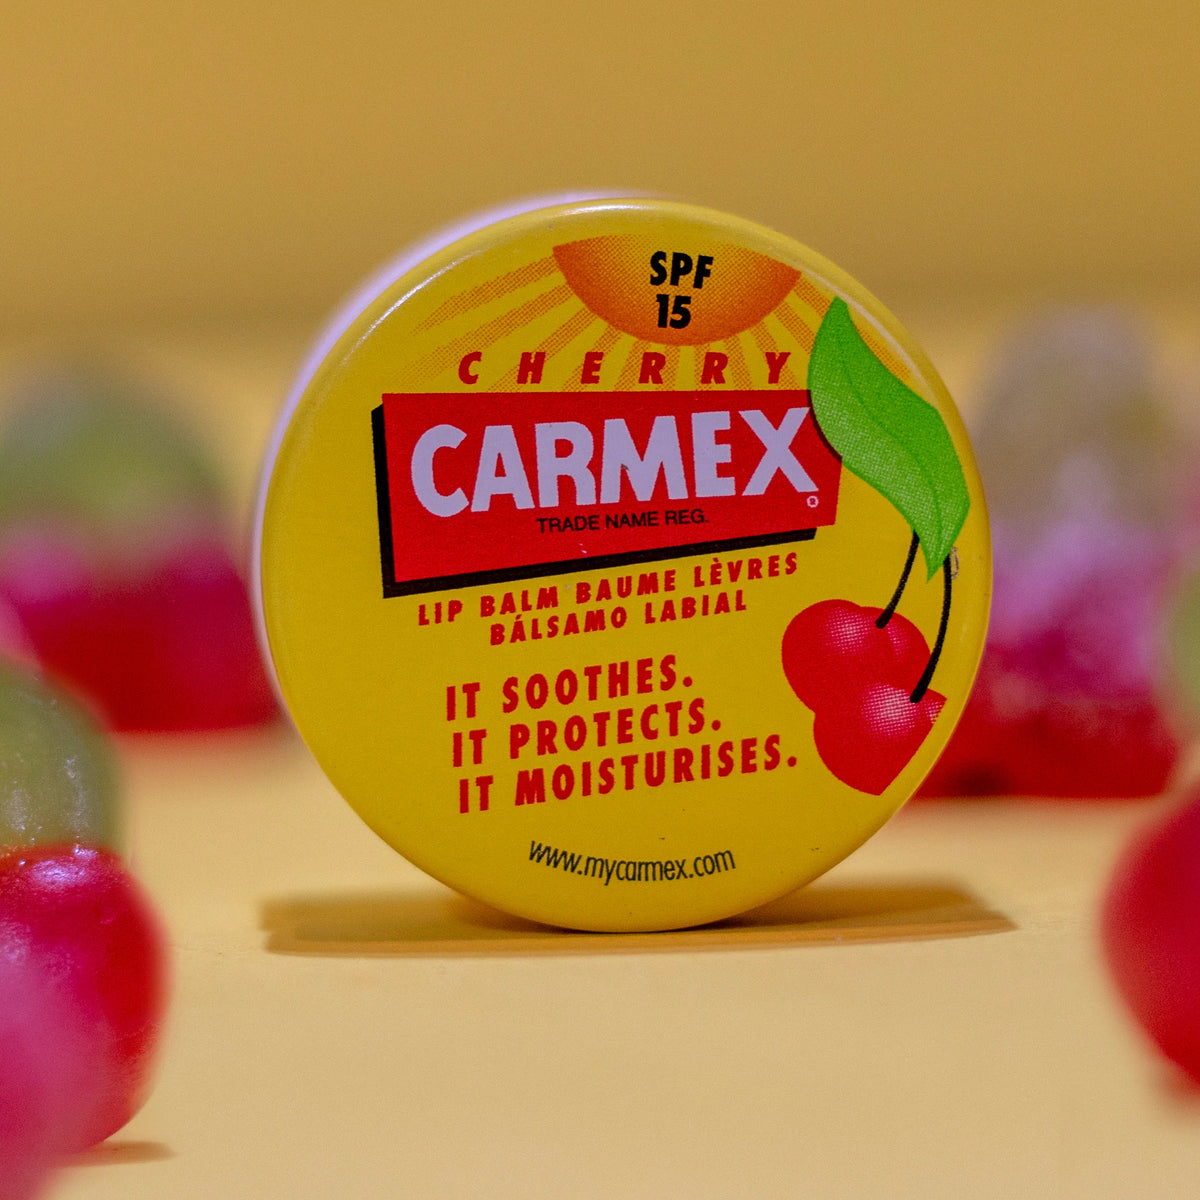 SPF
15
CHERRY
CARMEX®
TRADE NAME REG.
LIP BALM BAUME LÈVRES
BÁLSAMO LABIAL
IT SOOTHES.
IT PROTECTS.
IT MOISTURISES.
www.mycarmex.com